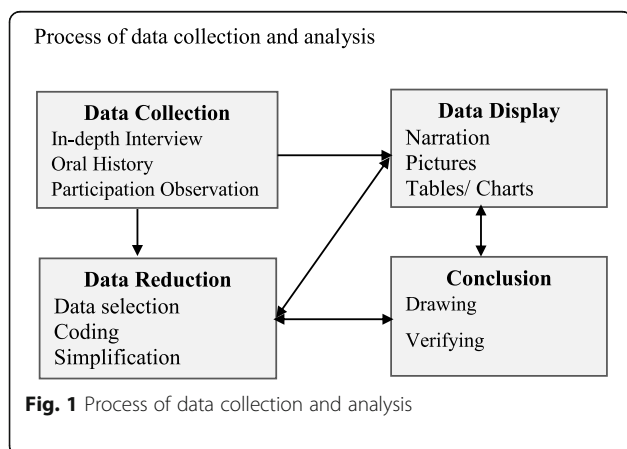 Process of data collection and analysis
Data Collection
In-depth Interview
Oral History
Participation Observation
Data Display
Narration
Pictures
Tables/ Charts
Data Reduction
Data selection
Coding
Simplification
Conclusion
Drawing
Verifying
Fig. 1 Process of data collection and analysis